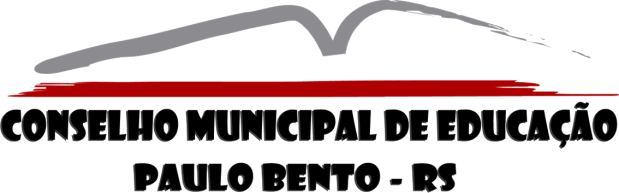 CONSELHO MUNICIPAL DE EDUCAÇÃO
PAULO BENTO - RS